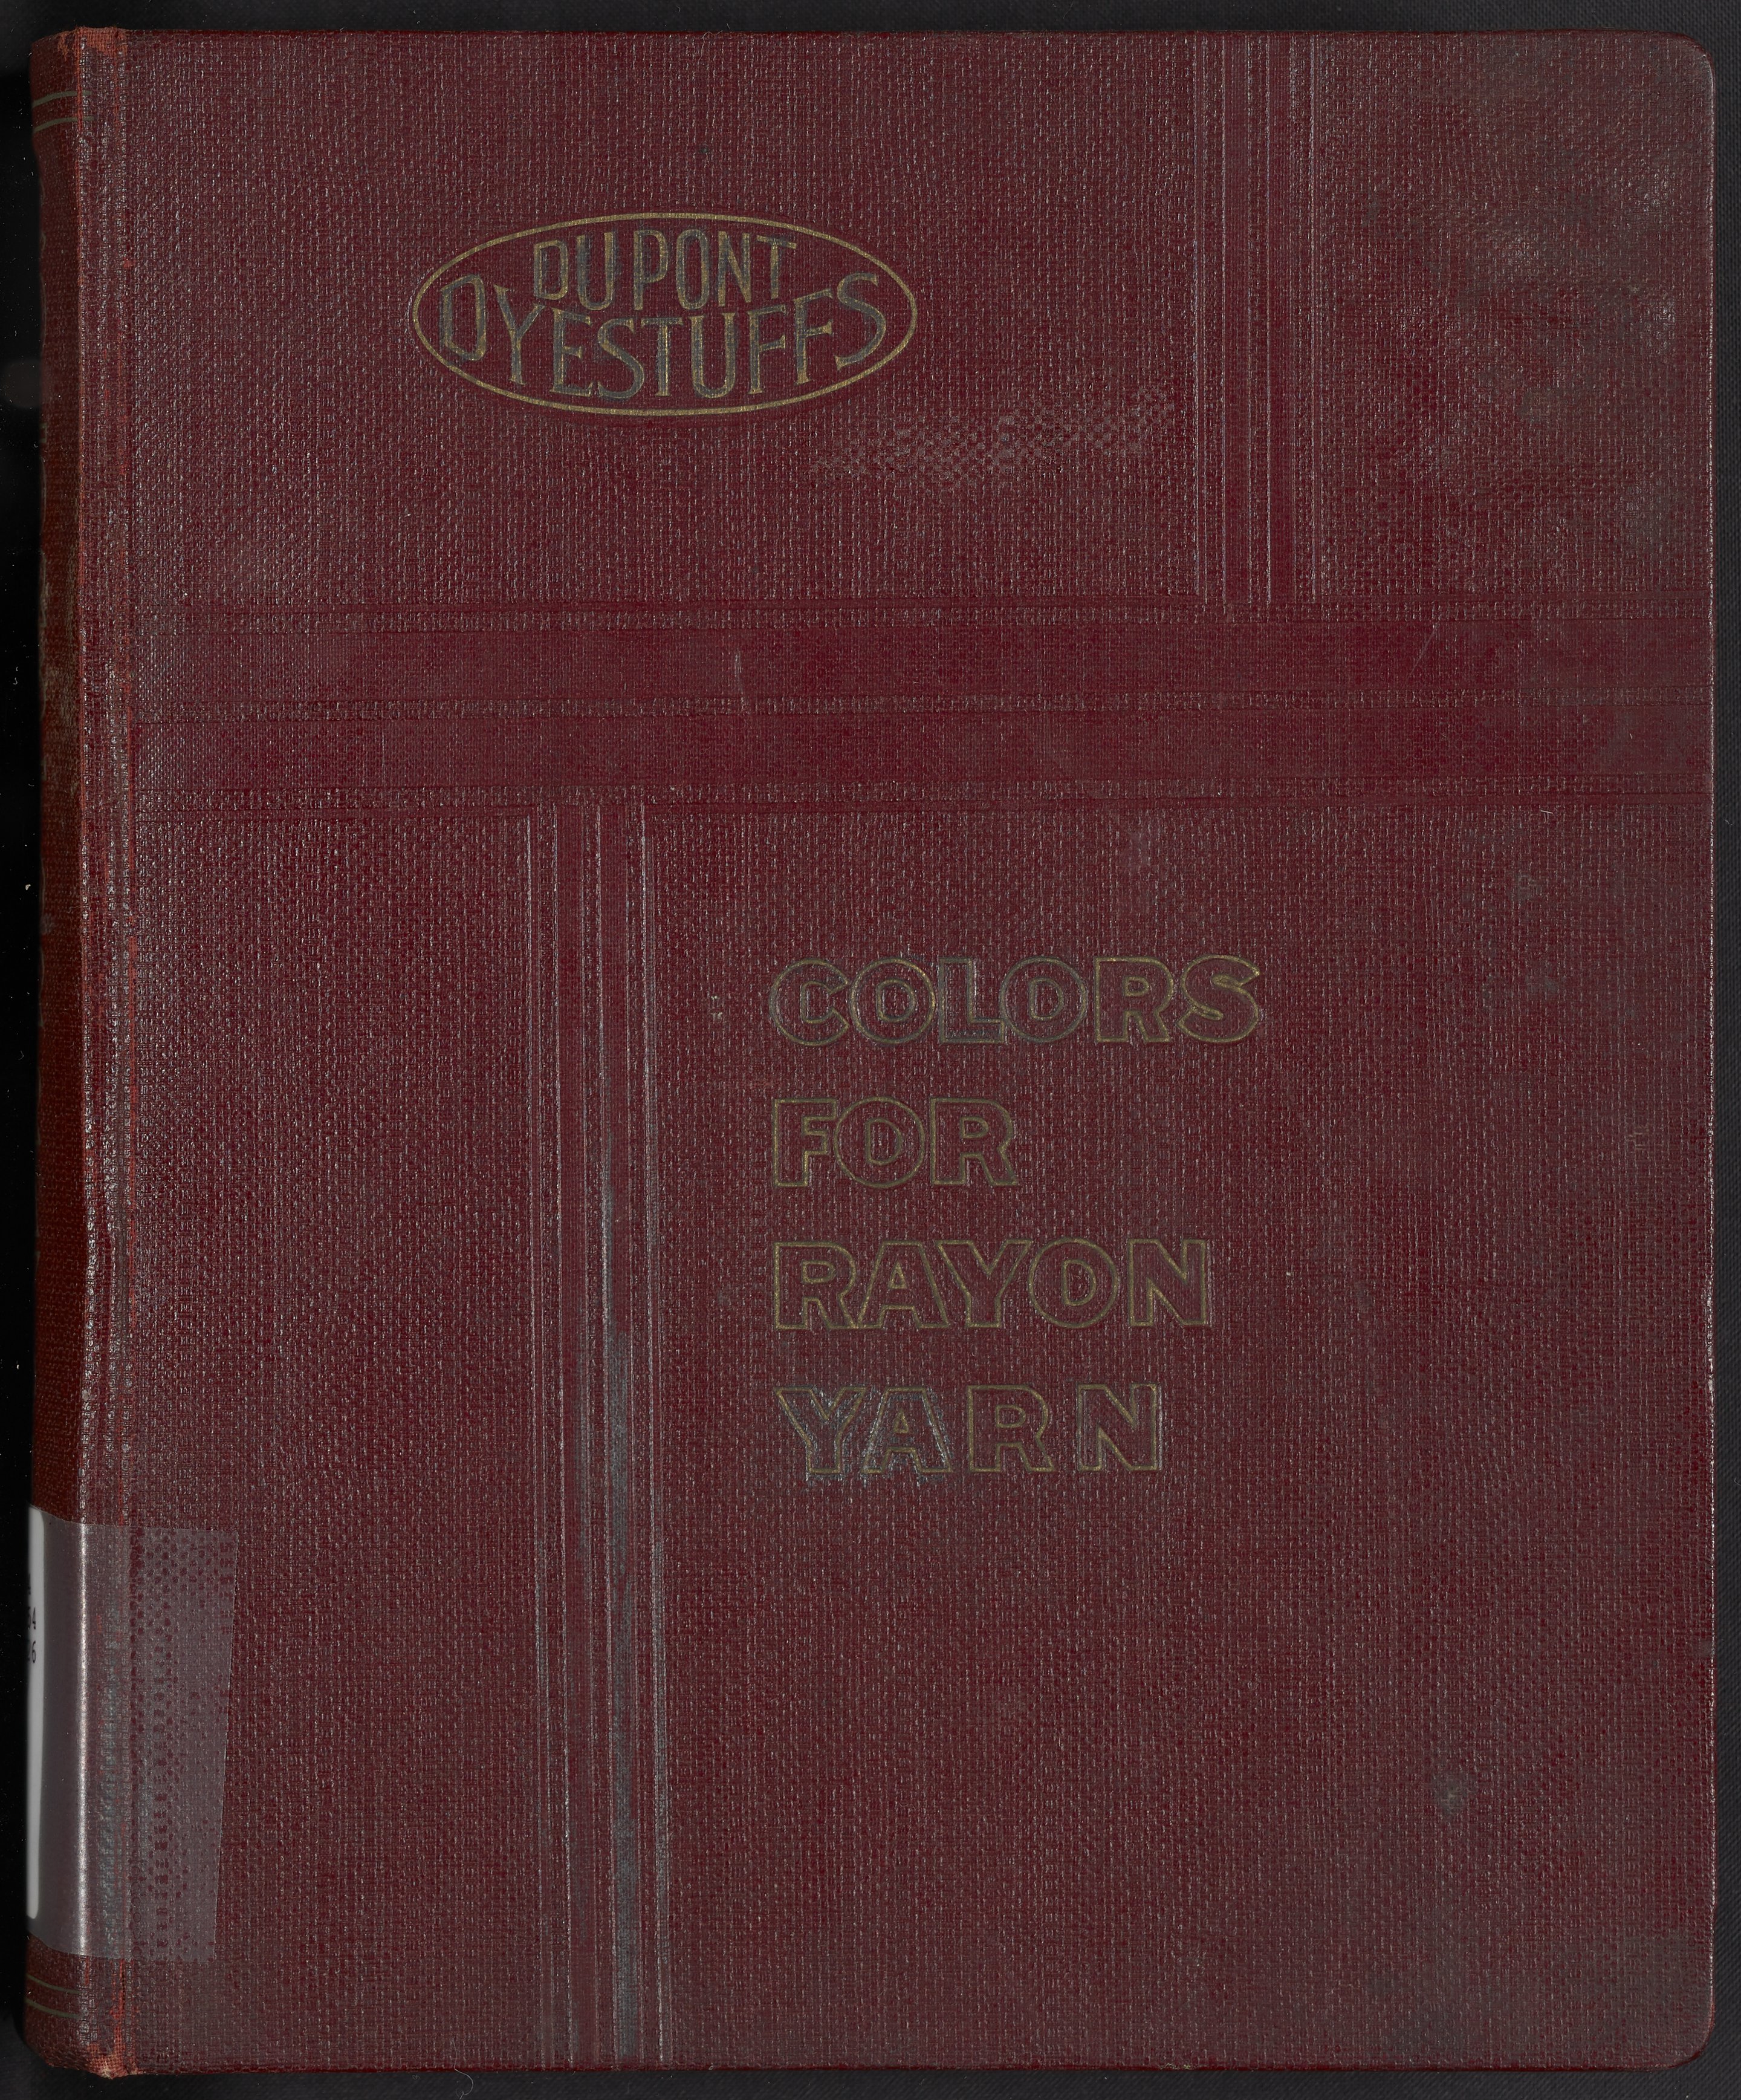 DU PONT
DYESTUFFS
COLORS
FOR
RAYON
YARN